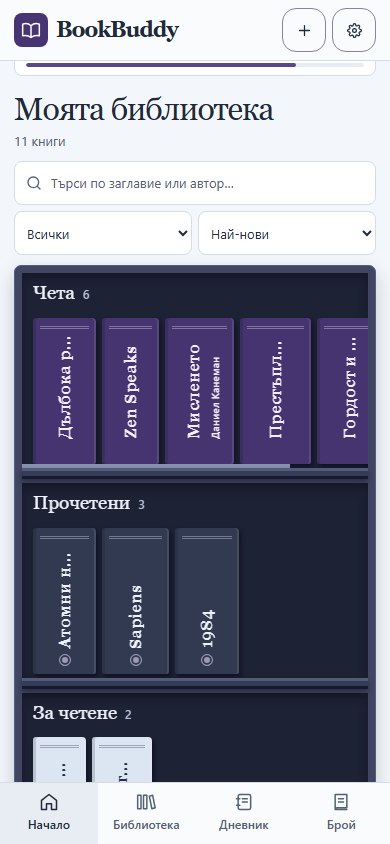 BookBuddy
Моята библиотека
11 книги
Търси по заглавие или автор...
Всички
Най-нови
Чета 6
Дълбока р...
Zen Speaks
Мисленето
Даниел Канеман
Престъпл...
Гордост и ...
Прочетени 3
Атомни н...
Sapiens
1984
За четене 2
...
Г...
Начало
Библиотека
Дневник
Брой